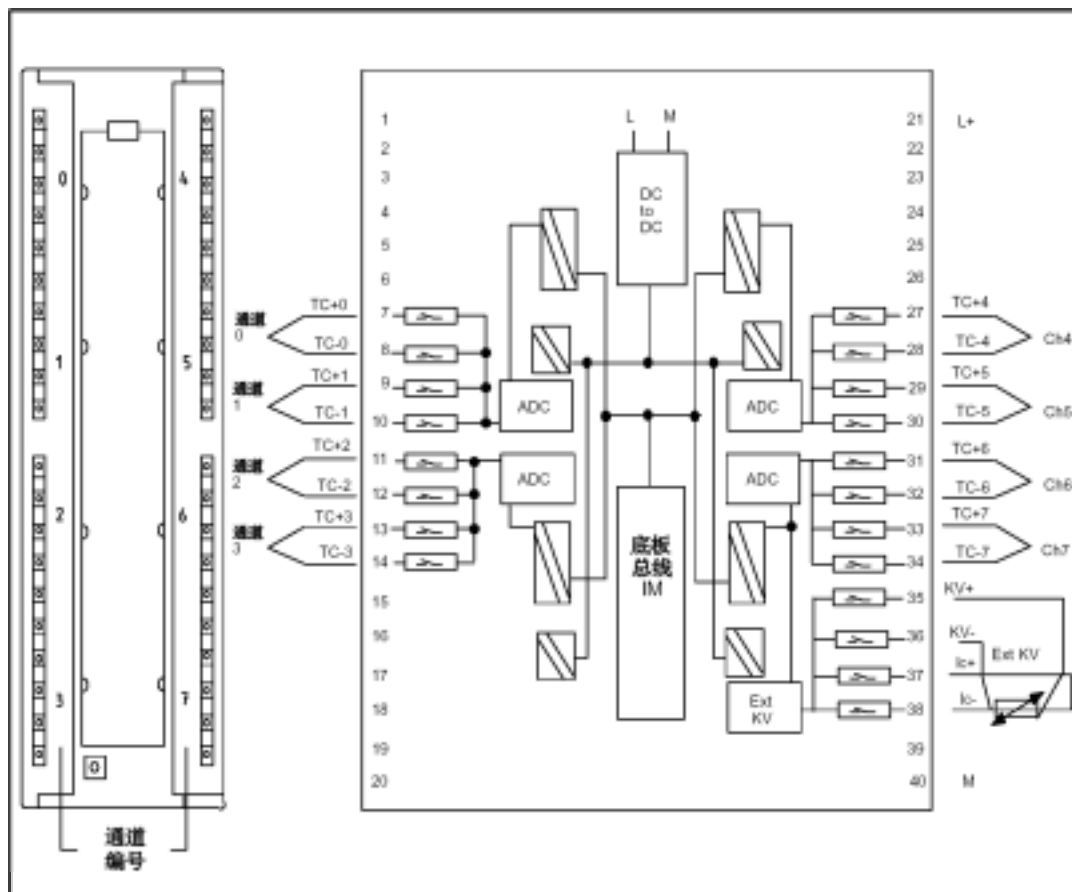 0
1
2
3
4
5
6
7
0
通道
编号
通道
0
通道
1
通道
2
通道
3
TC+0
TC-0
TC+1
TC-1
TC+2
TC-2
TC+3
TC-3
1
2
3
4
5
6
7
8
9
10
11
12
13
14
15
16
17
18
19
20
L M
DC
to
DC
ADC
ADC
ADC
ADC
底板
总线
IM
Ext
KV
21
22
23
24
25
26
27
28
29
30
31
32
33
34
35
36
37
38
39
40
L+
TC+4
TC-4
Ch4
TC+5
TC-5
Ch5
TC+6
TC-6
Ch6
TC+7
TC-7
Ch7
KV+
KV-
Ext KV
Ic+
Ic-
M